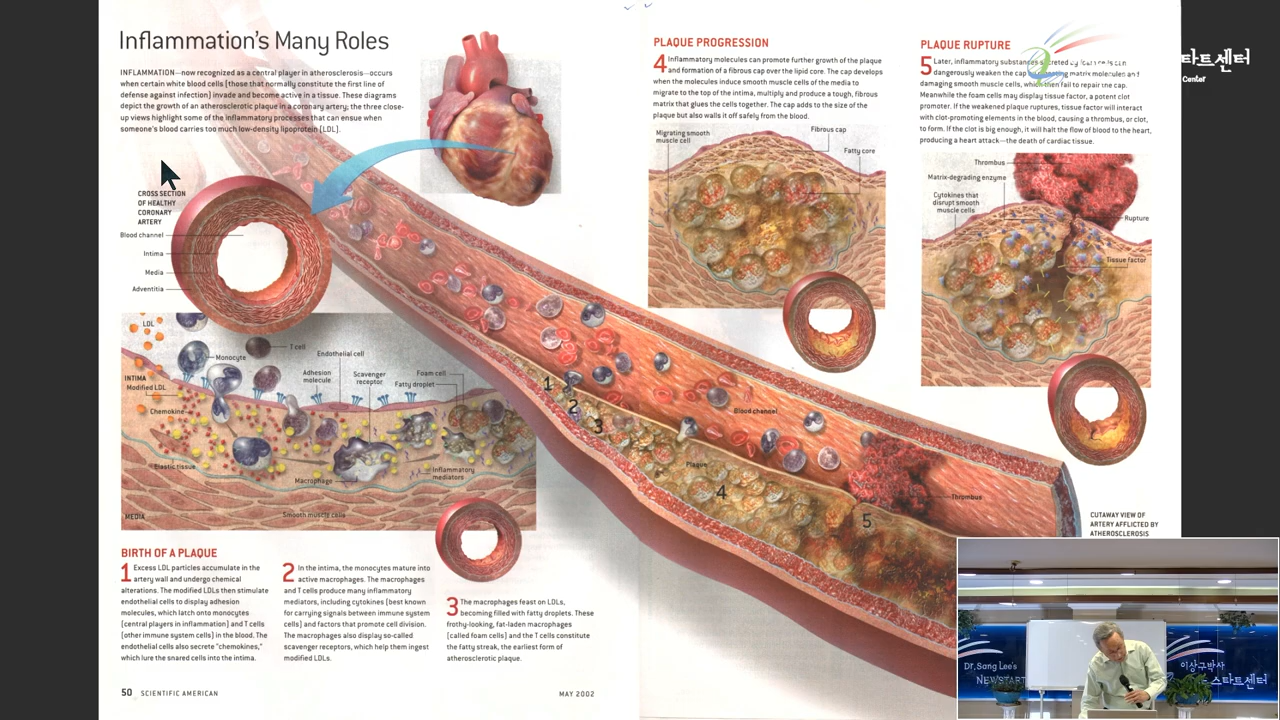 Inflammation's Many Roles
INFLAMMATION—now recognized as a central player in atherosclerosis—occurs
when certain white blood cells (those that normally constitute the first line of
defense against infection) invade and become active in a tissue. These diagrams
depict the growth of an atherosclerotic plaque in a coronary artery; the three close-
up views highlight some of the inflammatory processes that can ensue when
someone's blood carries too much low-density lipoprotein (LDL).
CROSS SECTION
OF HEALTHY
CORONARY
ARTERY
Blood channel
Intima
Media
Adventitia
LDL
Monocyte
T cell
Endothelial cell
Adhesion
molecule
Scavenger
receptor
Foam cell
Fatty droplet
INTIMA
Modified LDL
Chemokine
Elastic tissue
Macrophage
Inflammatory
mediators
MEDIA
Smooth muscle cells
BIRTH OF A PLAQUE
1 Excess LDL particles accumulate in the
artery wall and undergo chemical
alterations. The modified LDLs then stimulate
endothelial cells to display adhesion
molecules, which latch onto monocytes
(central players in inflammation) and T cells
(other immune system cells) in the blood. The
endothelial cells also secrete "chemokines,"
which lure the snared cells into the intima.
2 In the intima, the monocytes mature into
active macrophages. The macrophages
and T cells produce many inflammatory
mediators, including cytokines (best known
for carrying signals between immune system
cells) and factors that promote cell division.
The macrophages also display so-called
scavenger receptors, which help them ingest
modified LDLs.
3 The macrophages feast on LDLs,
becoming filled with fatty droplets. These
frothy-looking, fat-laden macrophages
(called foam cells) and the T cells constitute
the fatty streak, the earliest form of
atherosclerotic plaque.
50 SCIENTIFIC AMERICAN
MAY 2002
PLAQUE PROGRESSION
4 Inflammatory molecules can promote further growth of the plaque
and formation of a fibrous cap over the lipid core. The cap develops
when the molecules induce smooth muscle cells of the media to
migrate to the top of the intima, multiply and produce a tough, fibrous
matrix that glues the cells together. The cap adds to the size of the
plaque but also walls it off safely from the blood.
Migrating smooth
muscle cell
Fibrous cap
Fatty core
PLAQUE RUPTURE
5 Later, inflammatory substances secreted by foam cells can
dangerously weaken the cap by matrix molecules and
damaging smooth muscle cells, which then fail to repair the cap.
Meanwhile the foam cells may display tissue factor, a potent clot
promoter. If the weakened plaque ruptures, tissue factor will interact
with clot-promoting elements in the blood, causing a thrombus, or clot,
to form. If the clot is big enough, it will halt the flow of blood to the heart,
producing a heart attack—the death of cardiac tissue.
Thrombus
Matrix-degrading enzyme
Cytokines that
disrupt smooth
muscle cells
Rupture
Tissue factor
1
2
3
4
5
Blood channel
Plaque
Thrombus
CUTAWAY VIEW OF
ARTERY AFFLICTED BY
ATHEROSCLEROSIS
타트센터
Center
Dr. Sang Lee's
NEWSTART
이상구박사
스타트센터